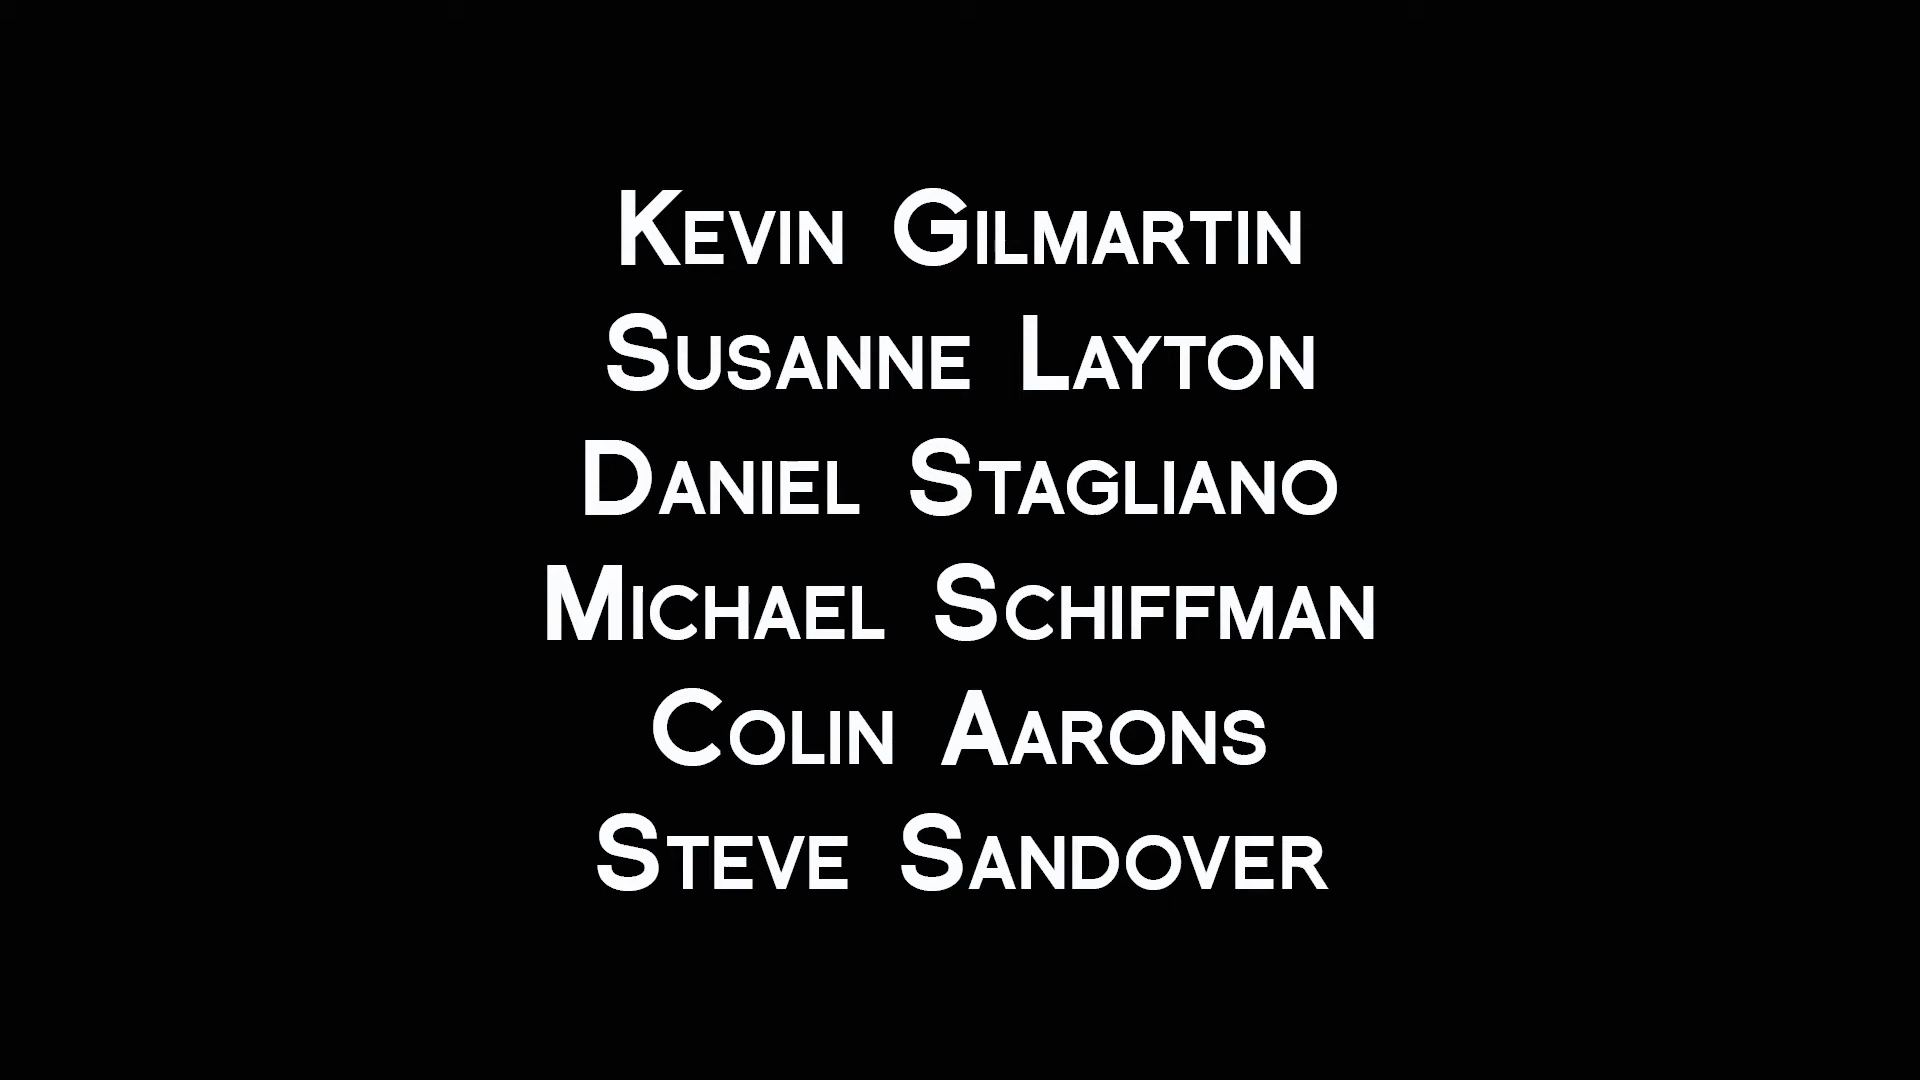 Kevin Gilmartin
Susanne Layton
Daniel Stagliano
Michael Schiffman
Colin Aarons
Steve Sandover